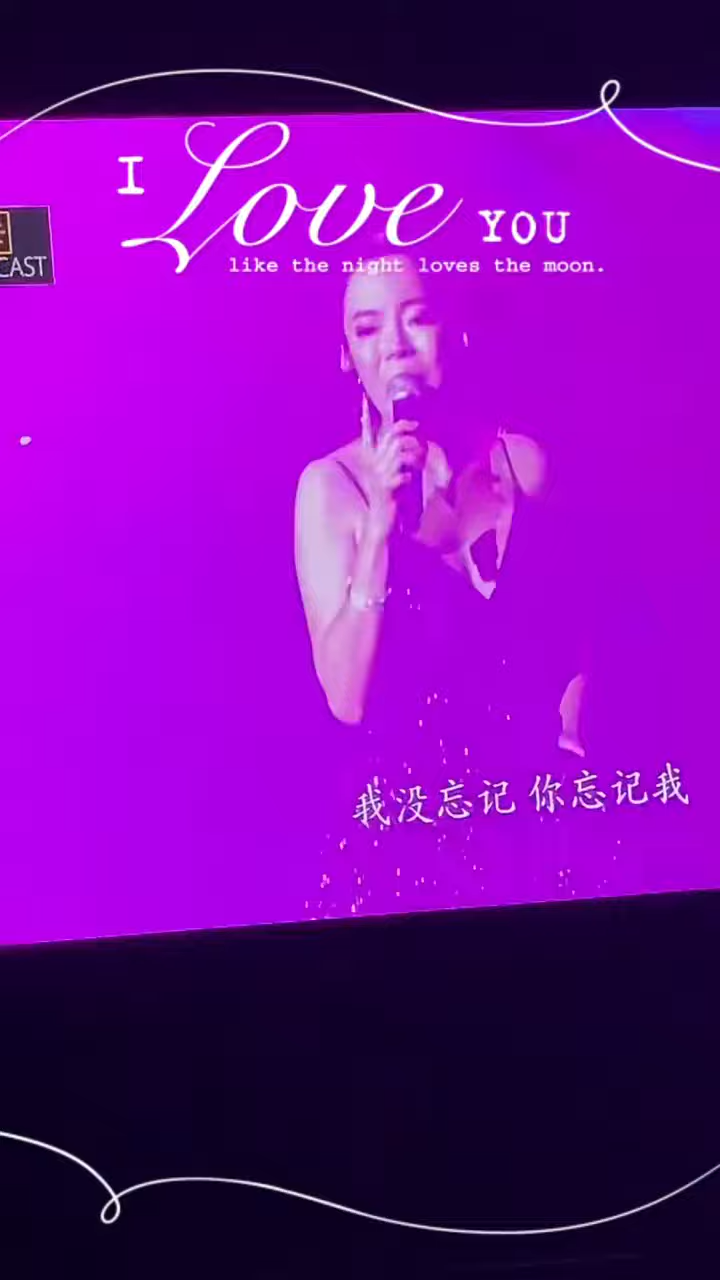 I Love YOU
like the night loves the moon.
CAST
我没忘记 你忘记我